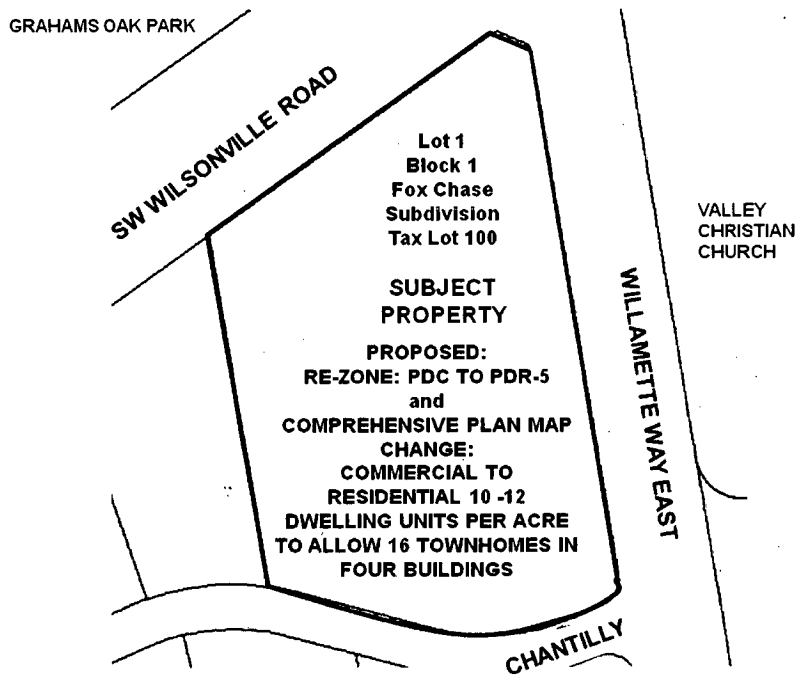 GRAHAMS OAK PARK
SW WILSONVILLE ROAD
Lot 1
Block 1
Fox Chase
Subdivision
Tax Lot 100
SUBJECT
PROPERTY
PROPOSED:
RE-ZONE: PDC TO PDR-5
and
COMPREHENSIVE PLAN MAP
CHANGE:
COMMERCIAL TO
RESIDENTIAL 10 -12
DWELLING UNITS PER ACRE
TO ALLOW 16 TOWNHOMES IN
FOUR BUILDINGS
VALLEY
CHRISTIAN
CHURCH
WILLAMETTE WAY EAST
CHANTILLY